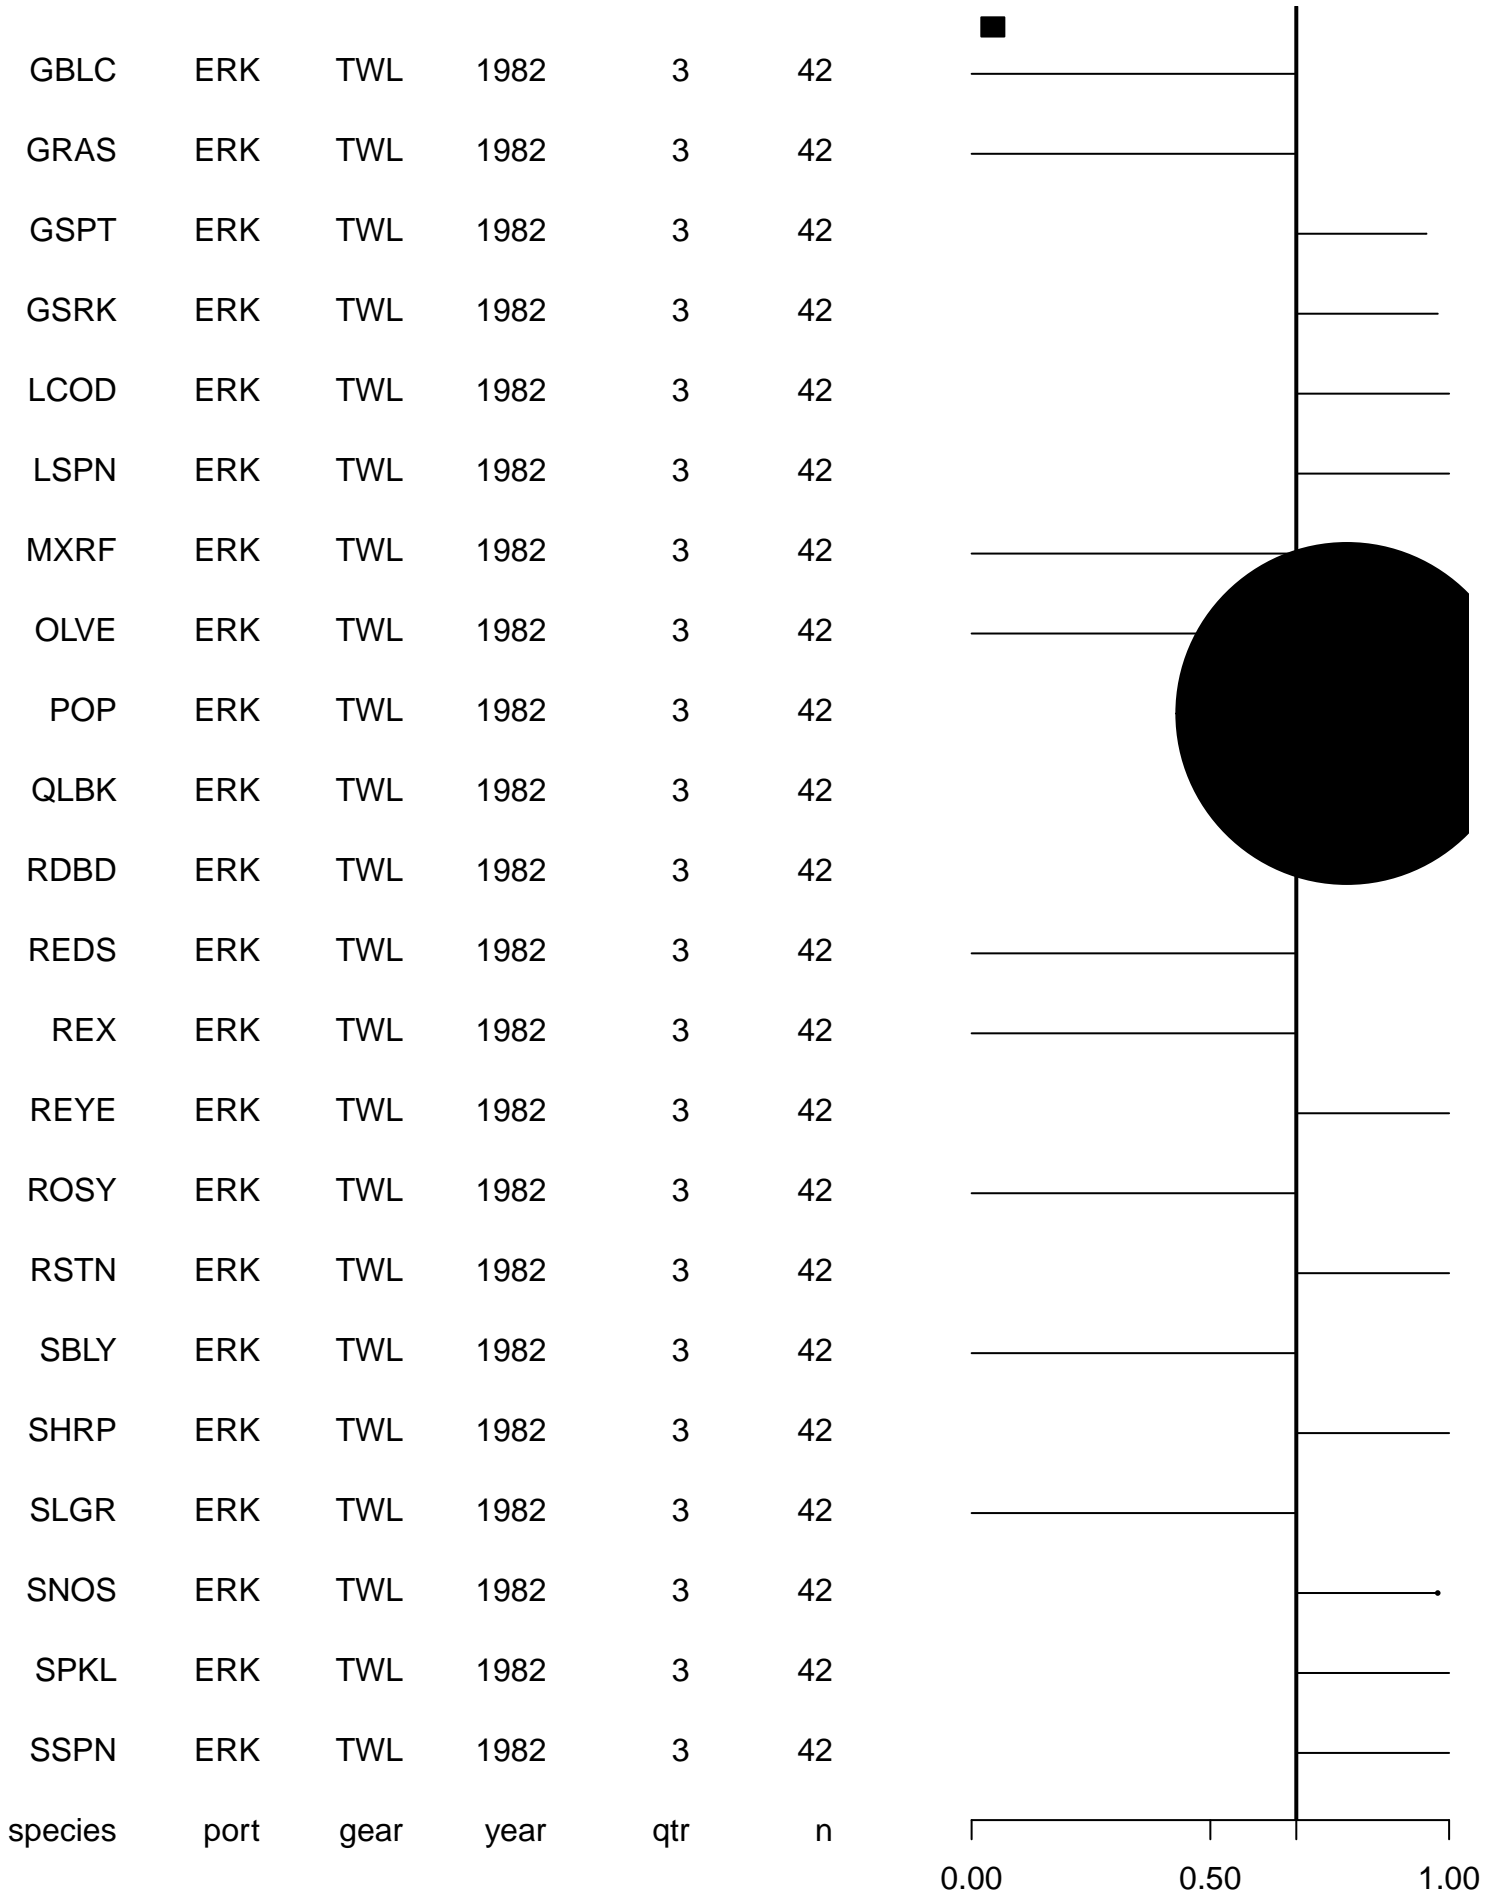 GBLC ERK TWL 1982 3 42
GRAS ERK TWL 1982 3 42
GSPT ERK TWL 1982 3 42
GSRK ERK TWL 1982 3 42
LCOD ERK TWL 1982 3 42
LSPN ERK TWL 1982 3 42
MXRF ERK TWL 1982 3 42
OLVE ERK TWL 1982 3 42
POP ERK TWL 1982 3 42
QLBK ERK TWL 1982 3 42
RDBD ERK TWL 1982 3 42
REDS ERK TWL 1982 3 42
REX ERK TWL 1982 3 42
REYE ERK TWL 1982 3 42
ROSY ERK TWL 1982 3 42
RSTN ERK TWL 1982 3 42
SBLY ERK TWL 1982 3 42
SHRP ERK TWL 1982 3 42
SLGR ERK TWL 1982 3 42
SNOS ERK TWL 1982 3 42
SPKL ERK TWL 1982 3 42
SSPN ERK TWL 1982 3 42
species port gear year qtr n
0.00 0.50 1.00